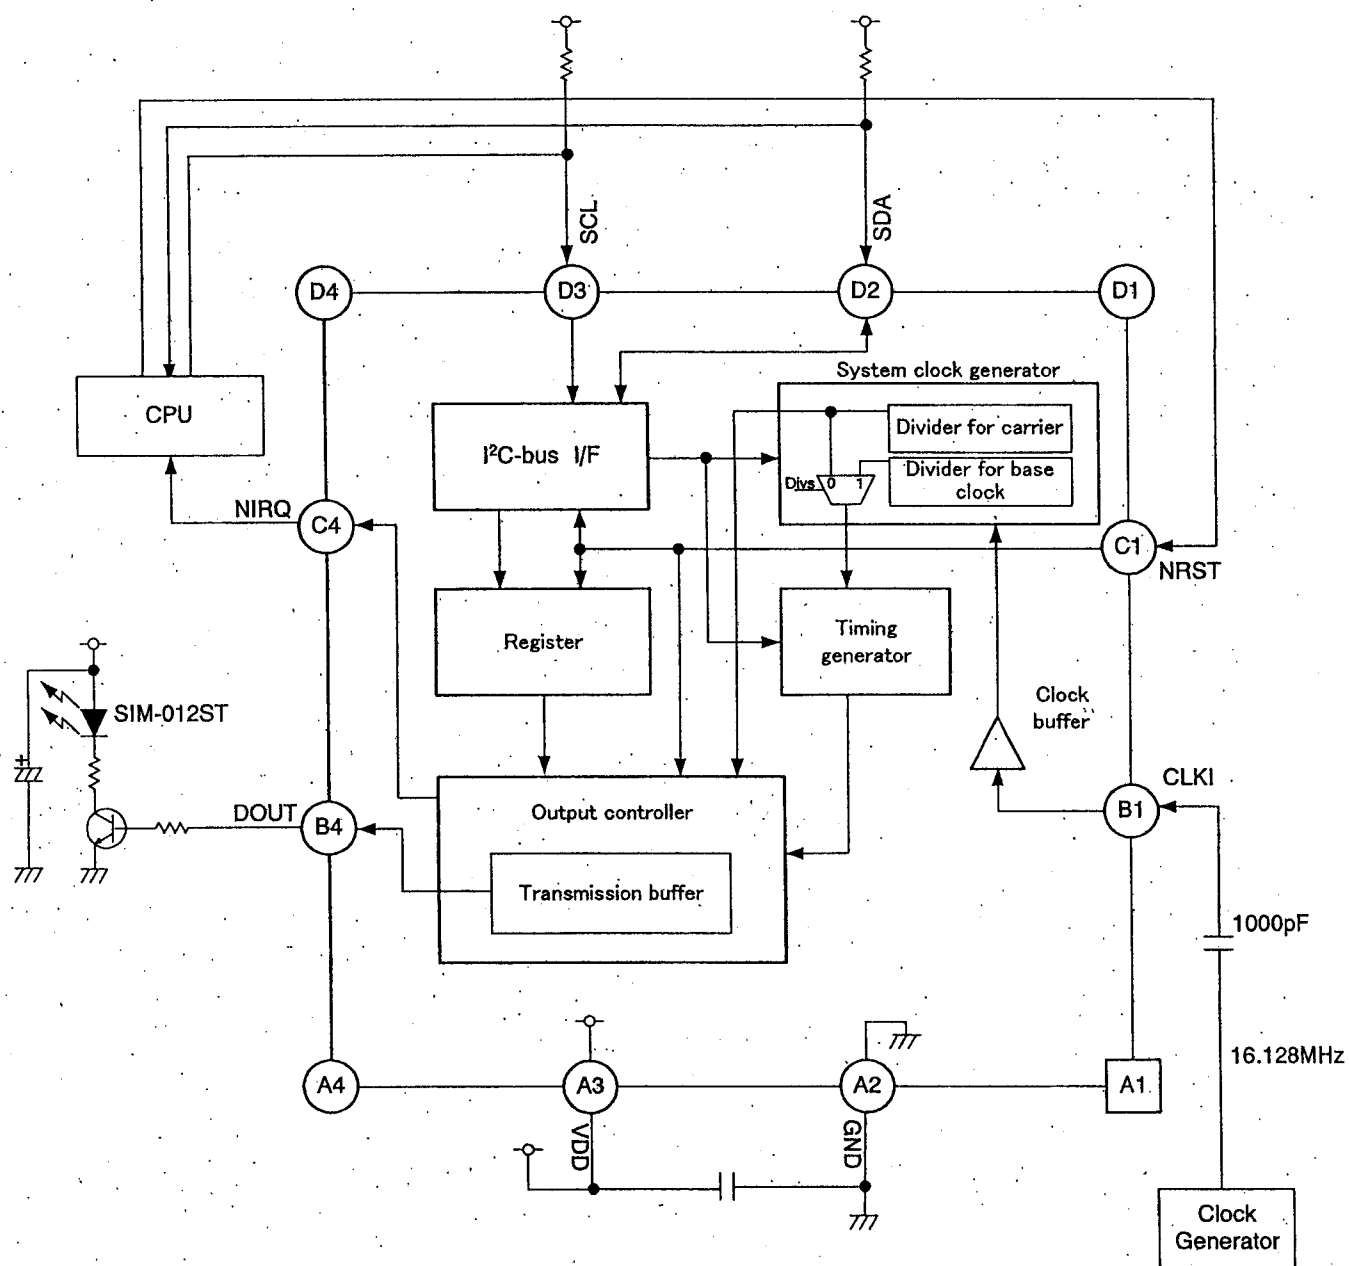 SCL
SDA
D4
D3
D2
D1
System clock generator
CPU
I²C-bus I/F
Divider for carrier
Divider for base
clock
Divs
0
1
NIRQ
C4
C1
NRST
Register
Timing
generator
SIM-012ST
Clock
buffer
CLKI
DOUT
B4
Output controller
B1
Transmission buffer
1000pF
16.128MHz
A4
A3
A2
A1
VDD
GND
Clock
Generator